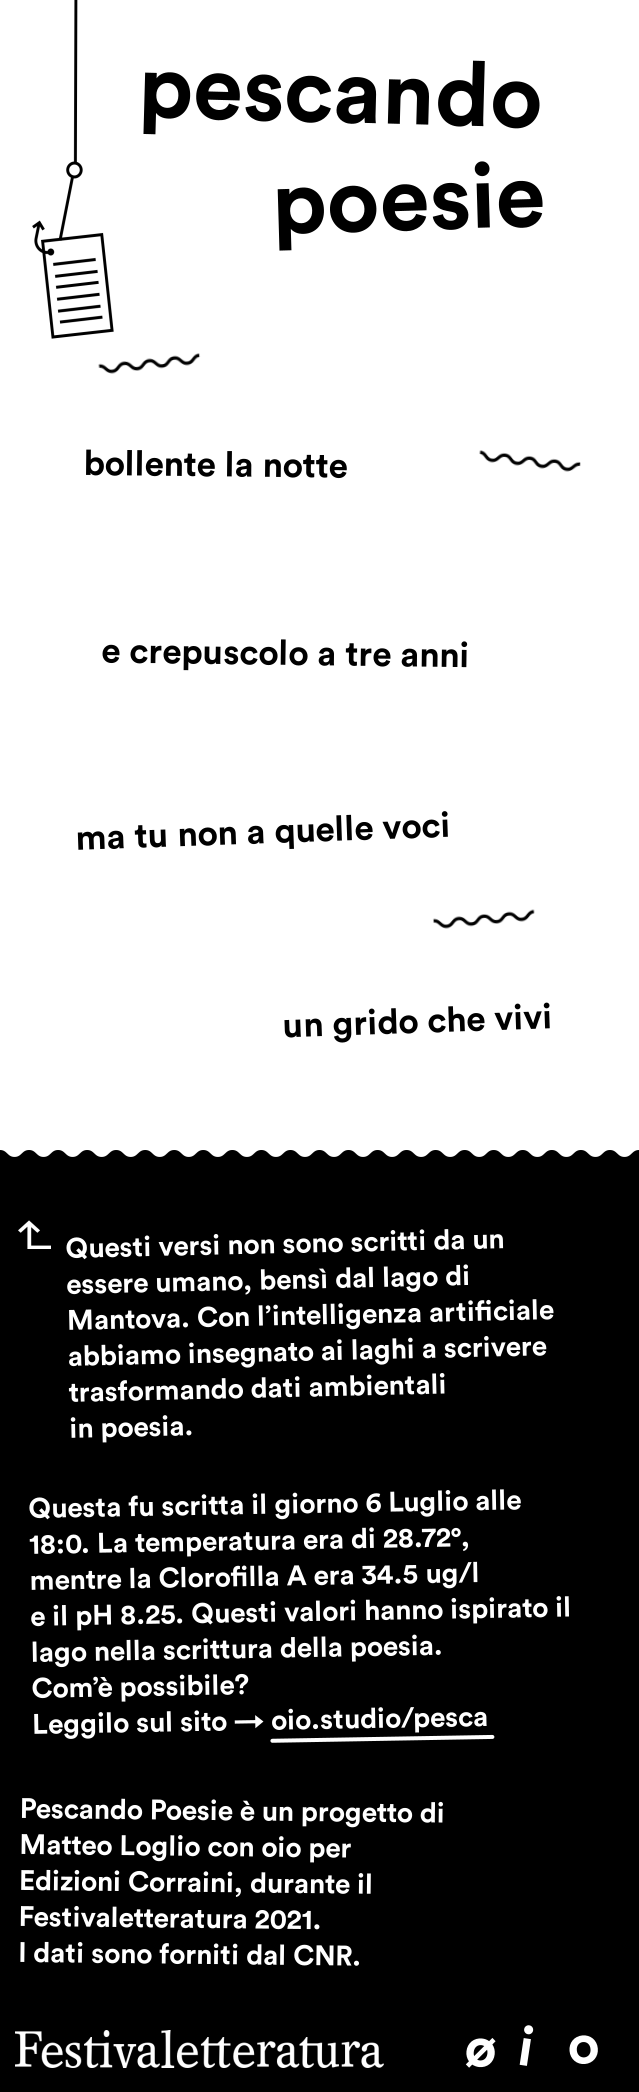 pescando
poesie
bollente la notte
e crepuscolo a tre anni
ma tu non a quelle voci
un grido che vivi
Questi versi non sono scritti da un
essere umano, bensì dal lago di
Mantova. Con l’intelligenza artificiale
abbiamo insegnato ai laghi a scrivere
trasformando dati ambientali
in poesia.
Questa fu scritta il giorno 6 Luglio alle
18:0. La temperatura era di 28.72°,
mentre la Clorofilla A era 34.5 ug/l
e il pH 8.25. Questi valori hanno ispirato il
lago nella scrittura della poesia.
Com’è possibile?
Leggilo sul sito → oio.studio/pesca
Pescando Poesie è un progetto di
Matteo Loglio con oio per
Edizioni Corraini, durante il
Festivaletteratura 2021.
I dati sono forniti dal CNR.
Festivaletteratura ø i o